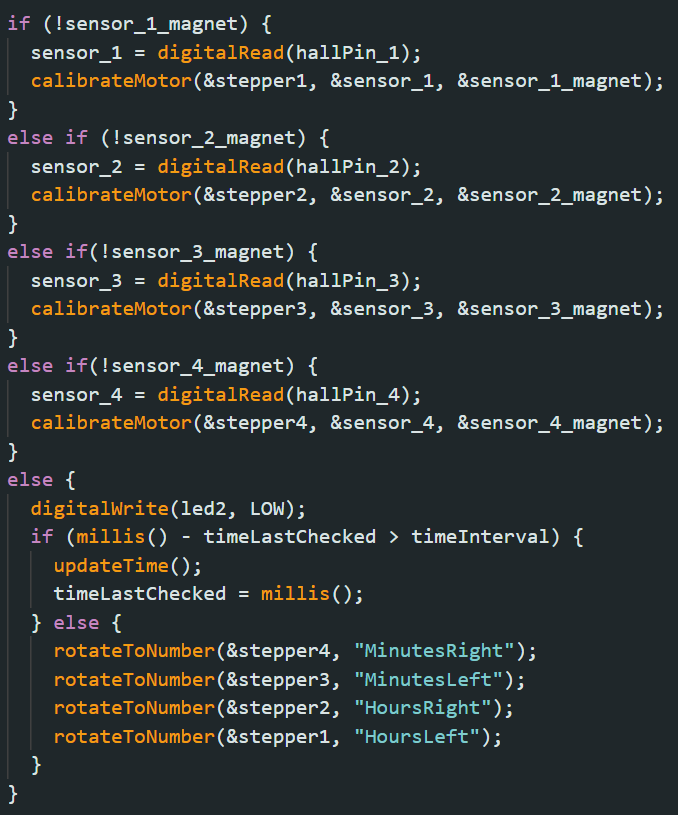 if (!sensor_1_magnet) {
  sensor_1 = digitalRead(hallPin_1);
  calibrateMotor(&stepper1, &sensor_1, &sensor_1_magnet);
}
else if (!sensor_2_magnet) {
  sensor_2 = digitalRead(hallPin_2);
  calibrateMotor(&stepper2, &sensor_2, &sensor_2_magnet);
}
else if(!sensor_3_magnet) {
  sensor_3 = digitalRead(hallPin_3);
  calibrateMotor(&stepper3, &sensor_3, &sensor_3_magnet);
}
else if(!sensor_4_magnet) {
  sensor_4 = digitalRead(hallPin_4);
  calibrateMotor(&stepper4, &sensor_4, &sensor_4_magnet);
}
else {
  digitalWrite(led2, LOW);
  if (millis() - timeLastChecked > timeInterval) {
    updateTime();
    timeLastChecked = millis();
  } else {
    rotateToNumber(&stepper4, "MinutesRight");
    rotateToNumber(&stepper3, "MinutesLeft");
    rotateToNumber(&stepper2, "HoursRight");
    rotateToNumber(&stepper1, "HoursLeft");
  }
}